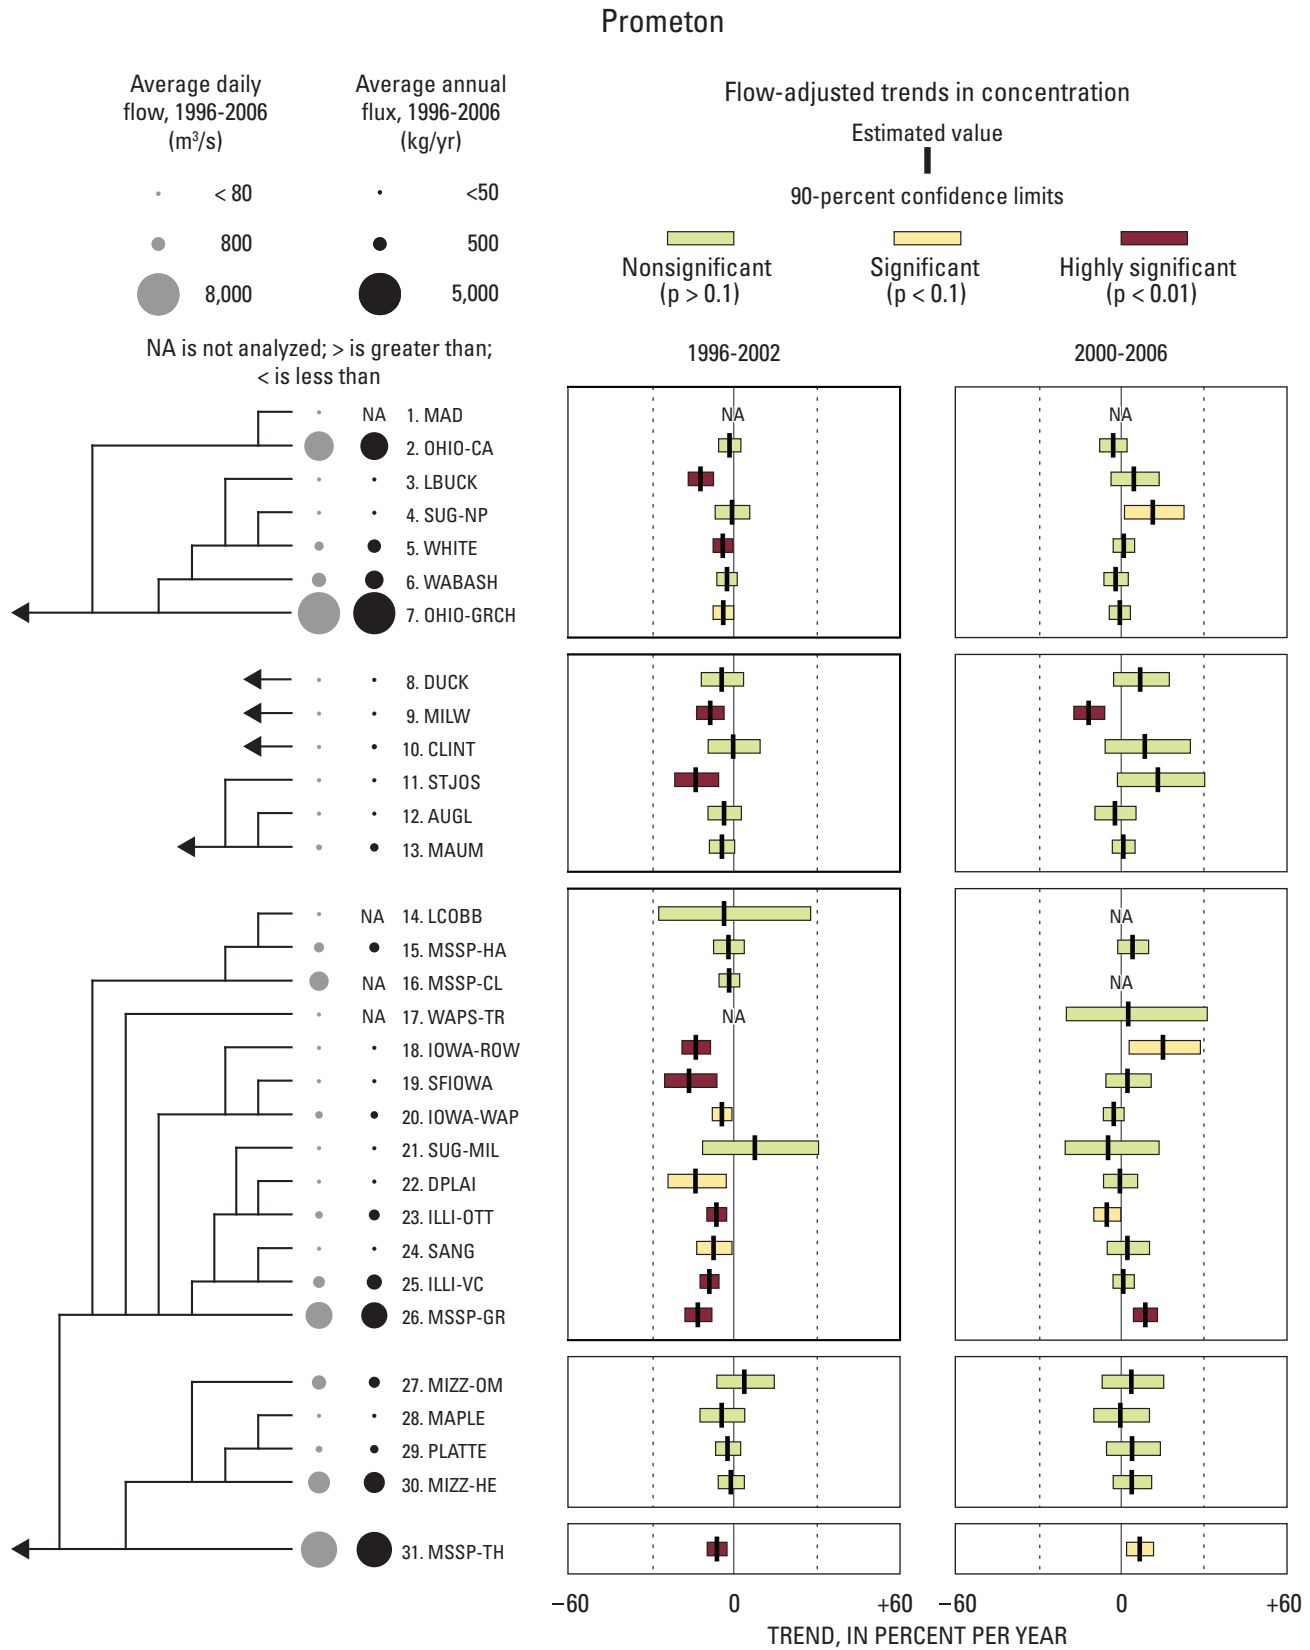 Prometon
Average daily
flow, 1996-2006
(m³/s)
< 80
800
8,000
Average annual
flux, 1996-2006
(kg/yr)
<50
500
5,000
NA is not analyzed; > is greater than;
< is less than
Flow-adjusted trends in concentration
Estimated value
90-percent confidence limits
Nonsignificant
(p > 0.1)
Significant
(p < 0.1)
Highly significant
(p < 0.01)
1996-2002
2000-2006
NA 1. MAD NA NA
2. OHIO-CA
3. LBUCK
4. SUG-NP
5. WHITE
6. WABASH
7. OHIO-GRCH
8. DUCK
9. MILW
10. CLINT
11. STJOS
12. AUGL
13. MAUM
NA 14. LCOBB NA
15. MSSP-HA
NA 16. MSSP-CL NA
NA 17. WAPS-TR NA
18. IOWA-ROW
19. SFIOWA
20. IOWA-WAP
21. SUG-MIL
22. DPLAI
23. ILLI-OTT
24. SANG
25. ILLI-VC
26. MSSP-GR
27. MIZZ-OM
28. MAPLE
29. PLATTE
30. MIZZ-HE
31. MSSP-TH
−60 0 +60 −60 0 +60
TREND, IN PERCENT PER YEAR